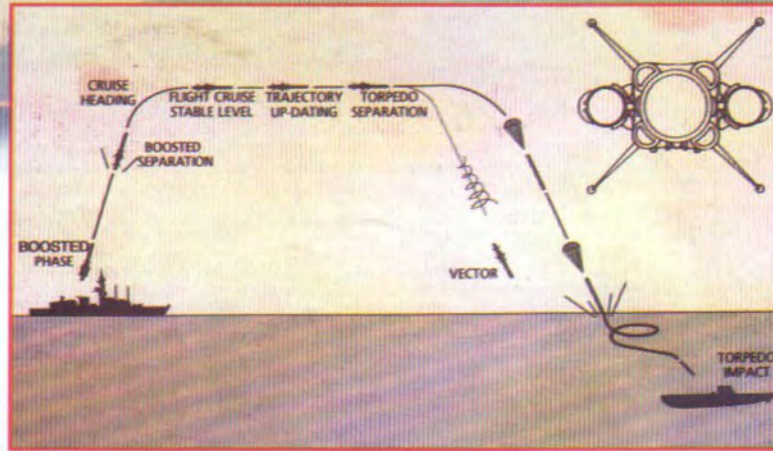 CRUISE
HEADING
FLIGHT CRUISE
STABLE LEVEL
TRAJECTORY
UP-DATING
TORPEDO
SEPARATION
BOOSTED
SEPARATION
BOOSTED
PHASE
VECTOR
TORPEDO
IMPACT